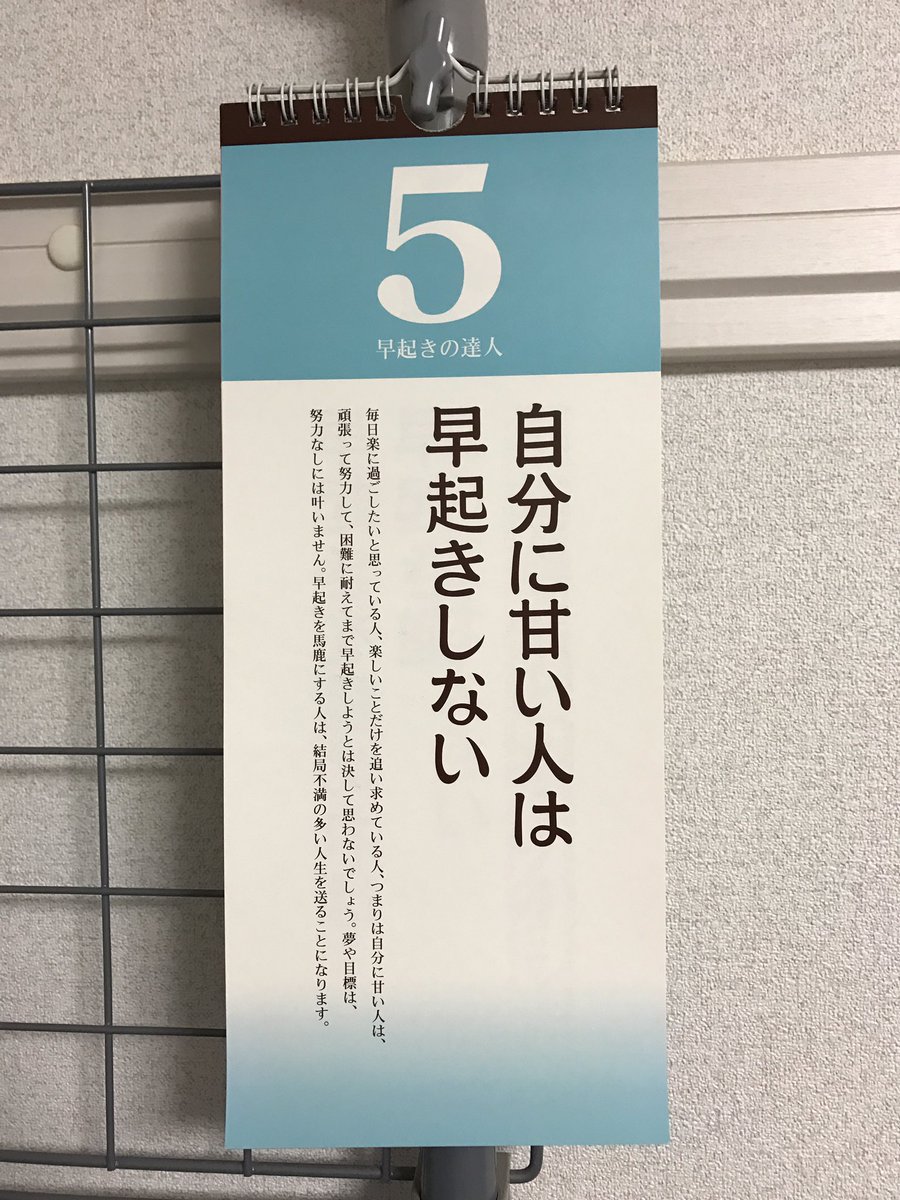 5
早起きの達人
自分に甘い人は
早起きしない
毎日楽に過ごしたいと思っている人、楽しいことだけを追い求めている人、つまりは自分に甘い人は、
頑張って努力して、困難に耐えてまで早起きしようとは決して思わないでしょう。夢や目標は、
努力なしには叶いません。早起きを馬鹿にする人は、結局不満の多い人生を送ることになります。